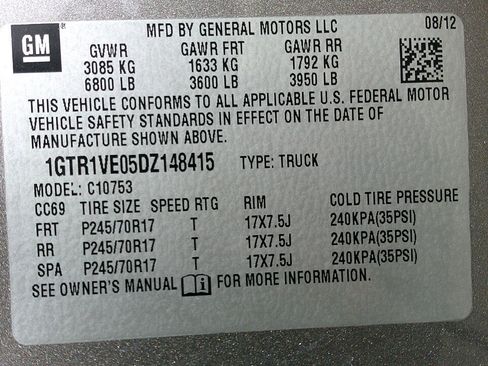 GM
MFD BY GENERAL MOTORS LLC 08/12
GVWR GAWR FRT GAWR RR
3085 KG 1633 KG 1792 KG
6800 LB 3600 LB 3950 LB
THIS VEHICLE CONFORMS TO ALL APPLICABLE U.S. FEDERAL MOTOR
VEHICLE SAFETY STANDARDS IN EFFECT ON THE DATE OF
MANUFACTURE SHOWN ABOVE.
1GTR1VE05DZ148415 TYPE: TRUCK
MODEL: C10753
CC69 TIRE SIZE SPEED RTG RIM COLD TIRE PRESSURE
FRT P245/70R17 T 17X7.5J 240KPA(35PSI)
RR P245/70R17 T 17X7.5J 240KPA(35PSI)
SPA P245/70R17 T 17X7.5J 240KPA(35PSI)
SEE OWNER'S MANUAL i FOR MORE INFORMATION.